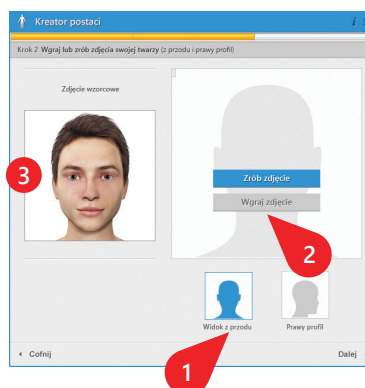 Kreator postaci
i
Krok 2 Wgraj lub zrób zdjęcia swojej twarzy (z przodu i prawy profil)
Zdjęcie wzorcowe
Zrób zdjęcie
Wgraj zdjęcie
3
2
Widok z przodu
Prawy profil
Cofnij
Dalej
1